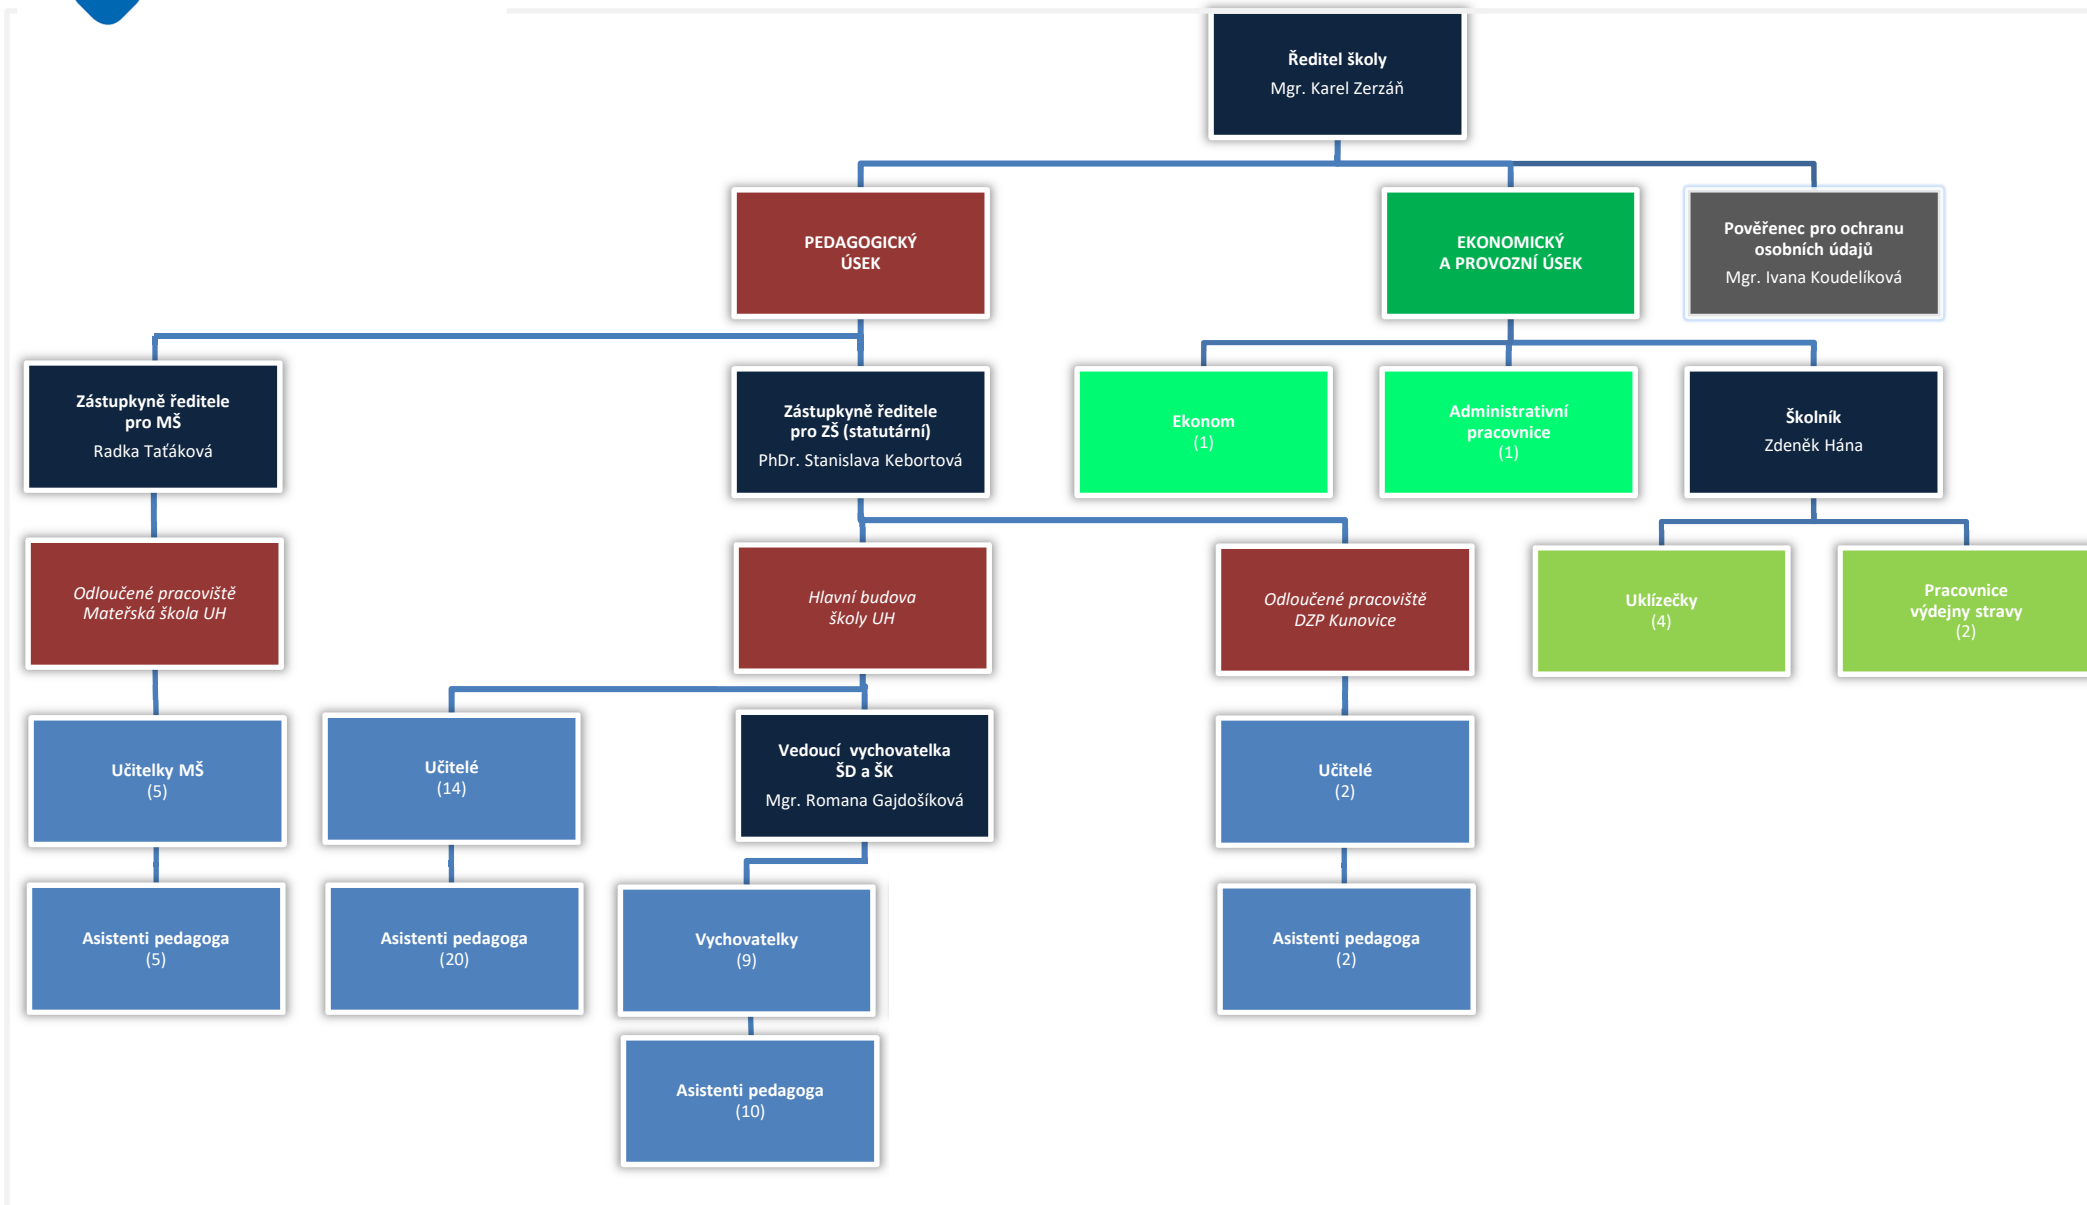 Ředitel školy
Mgr. Karel Zerzáň
PEDAGOGICKÝ
ÚSEK
EKONOMICKÝ
A PROVOZNÍ ÚSEK
Pověřenec pro ochranu
osobních údajů
Mgr. Ivana Koudelíková
Zástupkyně ředitele
pro MŠ
Radka Taťáková
Zástupkyně ředitele
pro ZŠ (statutární)
PhDr. Stanislava Kebortová
Ekonom
(1)
Administrativní
pracovnice
(1)
Školník
Zdeněk Hána
Odloučené pracoviště
Mateřská škola UH
Hlavní budova
školy UH
Odloučené pracoviště
DZP Kunovice
Uklízečky
(4)
Pracovnice
výdejny stravy
(2)
Učitelky MŠ
(5)
Učitelé
(14)
Vedoucí  vychovatelka
ŠD a ŠK
Mgr. Romana Gajdošíková
Učitelé
(2)
Asistenti pedagoga
(5)
Asistenti pedagoga
(20)
Vychovatelky
(9)
Asistenti pedagoga
(2)
Asistenti pedagoga
(10)